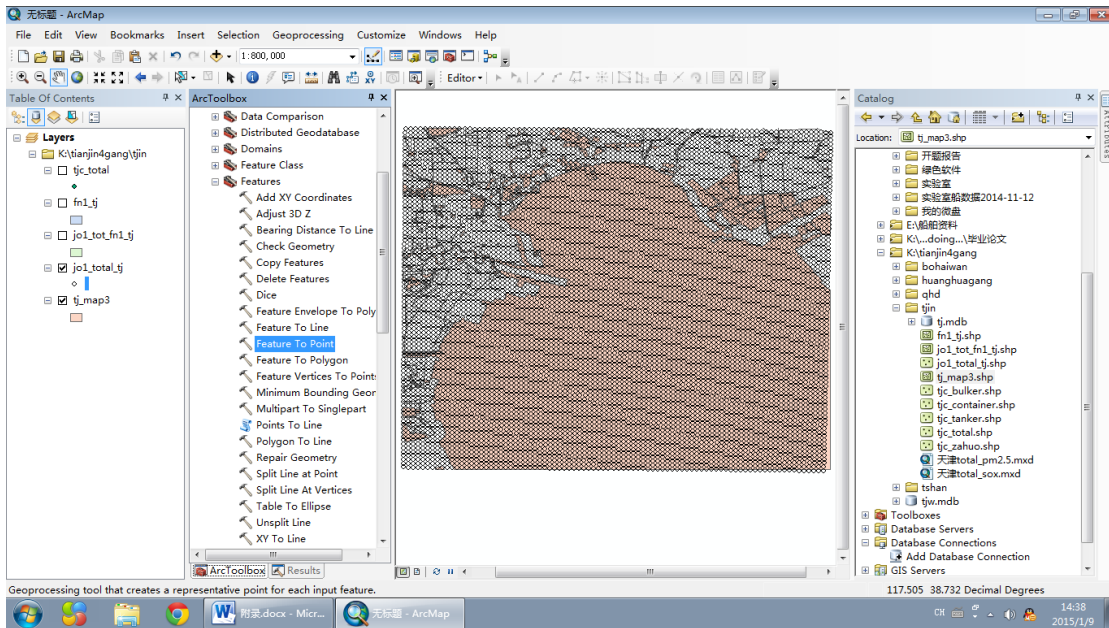 无标题 - ArcMap
File Edit View Bookmarks Insert Selection Geoprocessing Customize Windows Help
1:800,000
Editor
Table Of Contents
Layers
K:\tianjin4gang\tjin
tjc_total
fn1_tj
jo1_tot_fn1_tj
jo1_total_tj
tj_map3
ArcToolbox
Data Comparison
Distributed Geodatabase
Domains
Feature Class
Features
Add XY Coordinates
Adjust 3D Z
Bearing Distance To Line
Check Geometry
Copy Features
Delete Features
Dice
Feature Envelope To Poly
Feature To Line
Feature To Point
Feature To Polygon
Feature Vertices To Points
Minimum Bounding Geor
Multipart To Singlepart
Points To Line
Polygon To Line
Repair Geometry
Split Line at Point
Split Line At Vertices
Table To Ellipse
Unsplit Line
XY To Line
ArcToolbox Results
Catalog
Location: tj_map3.shp
开题报告
绿色软件
实验室
实验室船数据2014-11-12
我的微盘
E:\船舶资料
K:\...doing...\毕业论文
K:\tianjin4gang
bohaiwan
huanghuagang
qhd
tjin
tj.mdb
fn1_tj.shp
jo1_tot_fn1_tj.shp
jo1_total_tj.shp
tj_map3.shp
tjc_bulker.shp
tjc_container.shp
tjc_tanker.shp
tjc_total.shp
tjc_zahuo.shp
天津total_pm2.5.mxd
天津total_sox.mxd
tshan
tjw.mdb
Toolboxes
Database Servers
Database Connections
Add Database Connection
GIS Servers
Attributes
Geoprocessing tool that creates a representative point for each input feature.
117.505 38.732 Decimal Degrees
附录.docx - Micr...
无标题 - ArcMap
CH
14:38
2015/1/9